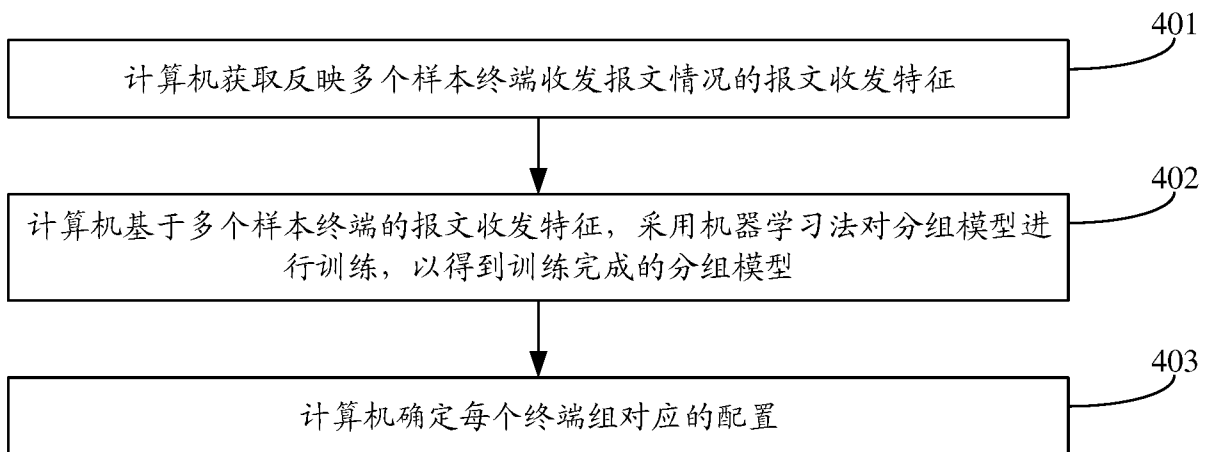 401
计算机获取反映多个样本终端收发报文情况的报文收发特征
402
计算机基于多个样本终端的报文收发特征，采用机器学习法对分组模型进
行训练，以得到训练完成的分组模型
403
计算机确定每个终端组对应的配置